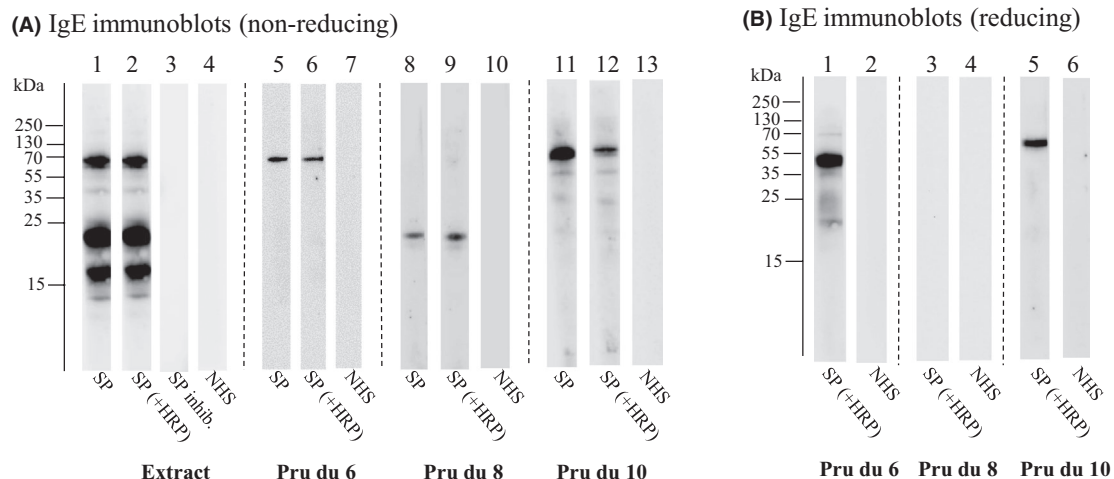 (A) IgE immunoblots (non-reducing)
1 2 3 4 5 6 7 8 9 10 11 12 13
kDa
250
130
70
55
35
25
15
SP
SP (+HRP)
SP inhib.
NHS
SP
SP (+HRP)
NHS
SP
SP (+HRP)
NHS
SP
SP (+HRP)
NHS
Extract Pru du 6 Pru du 8 Pru du 10
(B) IgE immunoblots (reducing)
1 2 3 4 5 6
kDa
250
130
70
55
35
25
15
SP (+HRP)
NHS
SP (+HRP)
NHS
SP (+HRP)
NHS
Pru du 6 Pru du 8 Pru du 10